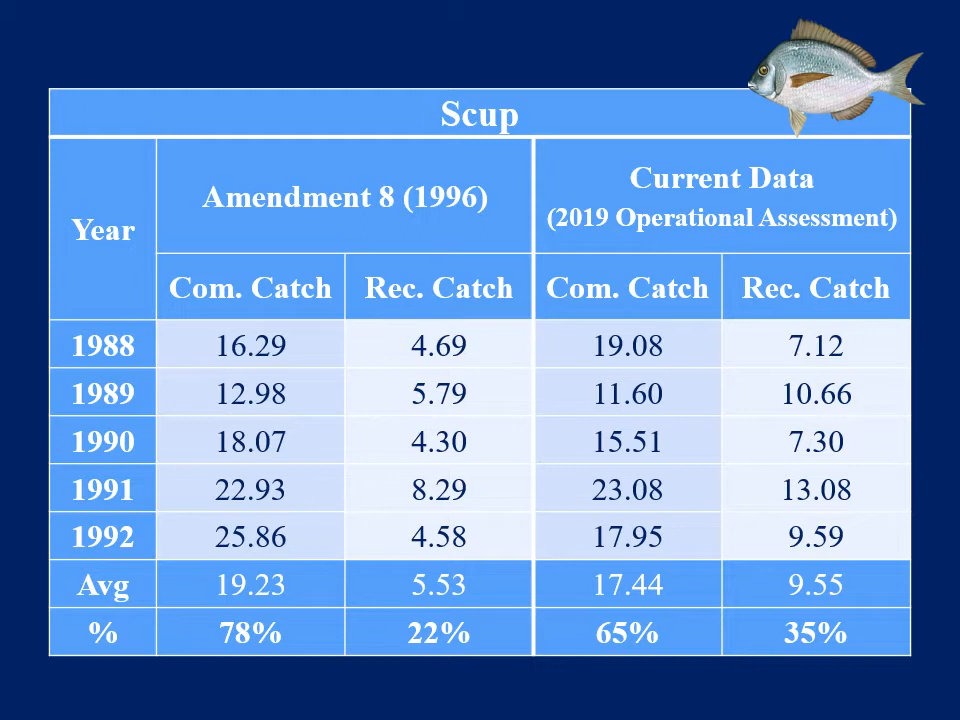 Scup
Year
Amendment 8 (1996)
Current Data
(2019 Operational Assessment)
Com. Catch Rec. Catch Com. Catch Rec. Catch
1988 16.29 4.69 19.08 7.12
1989 12.98 5.79 11.60 10.66
1990 18.07 4.30 15.51 7.30
1991 22.93 8.29 23.08 13.08
1992 25.86 4.58 17.95 9.59
Avg 19.23 5.53 17.44 9.55
% 78% 22% 65% 35%